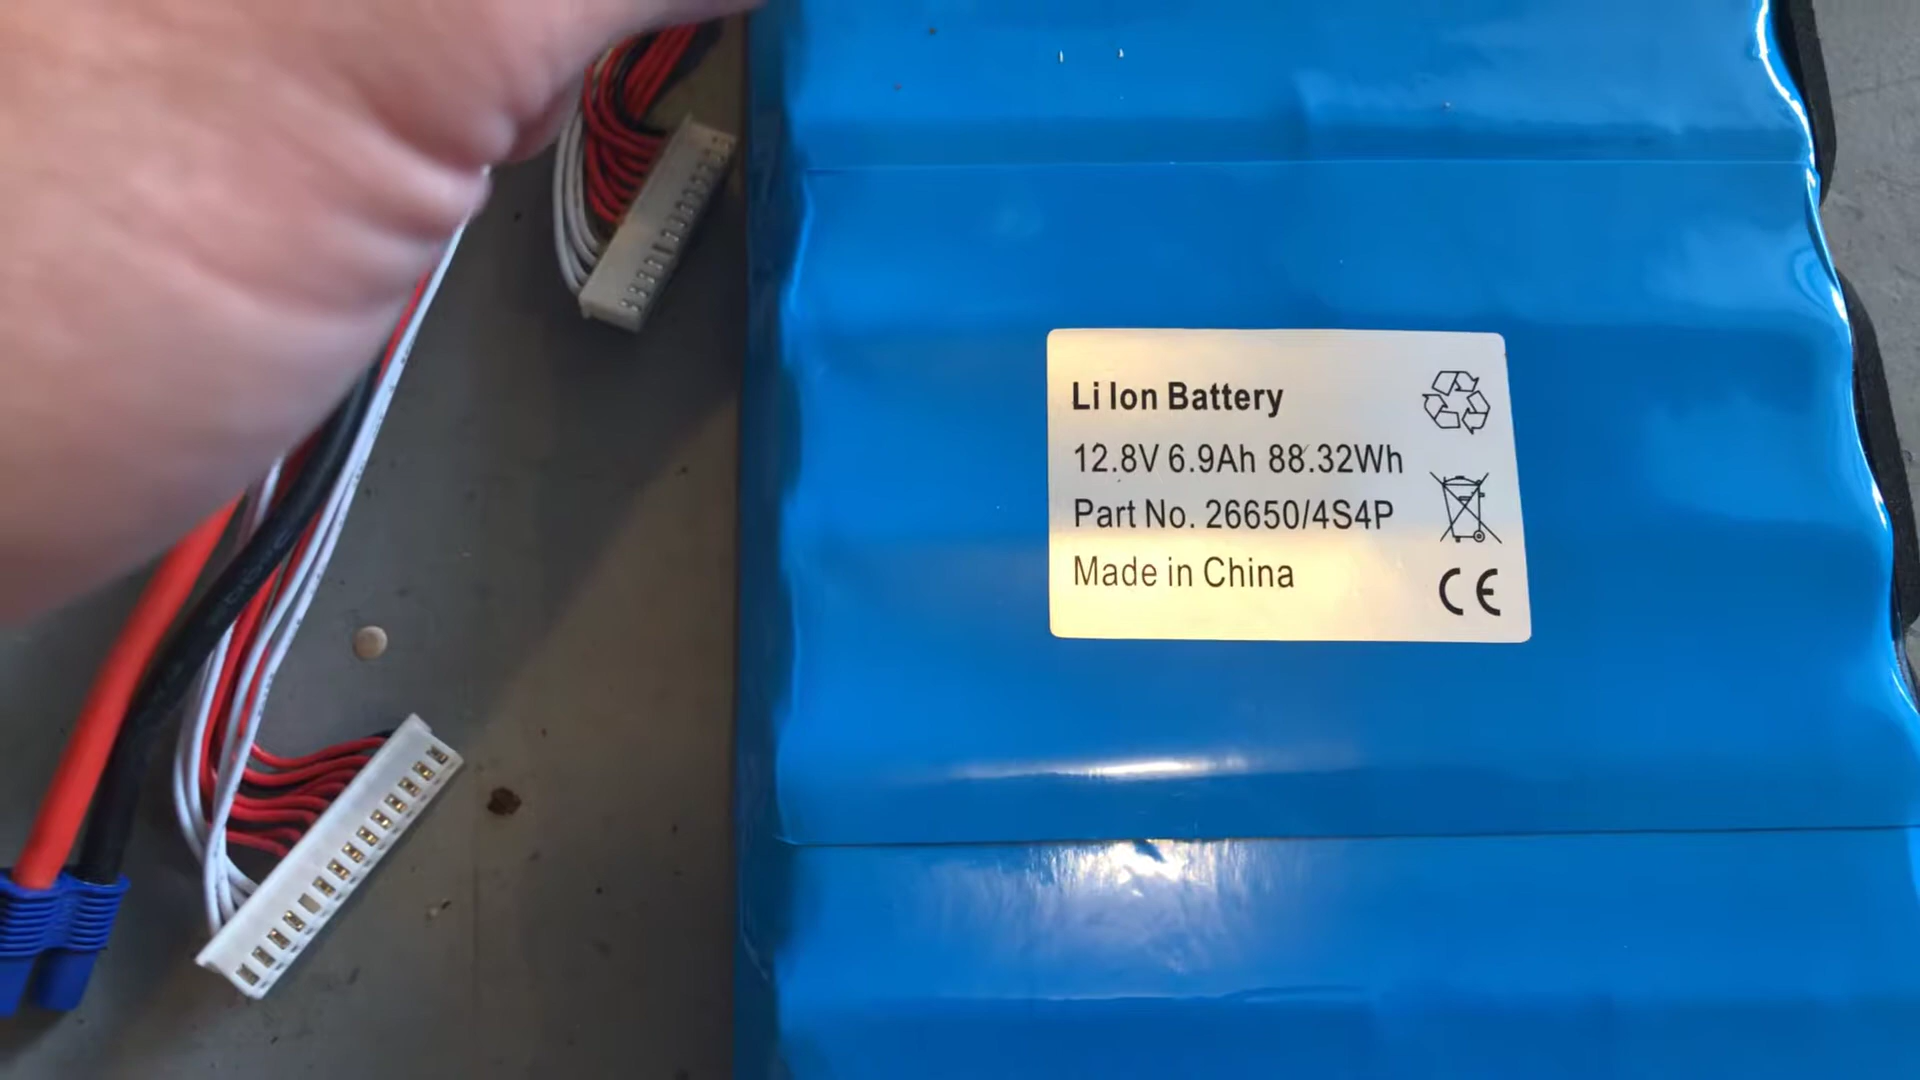 Li Ion Battery
12.8V 6.9Ah 88.32Wh
Part No. 26650/4S4P
Made in China
CE